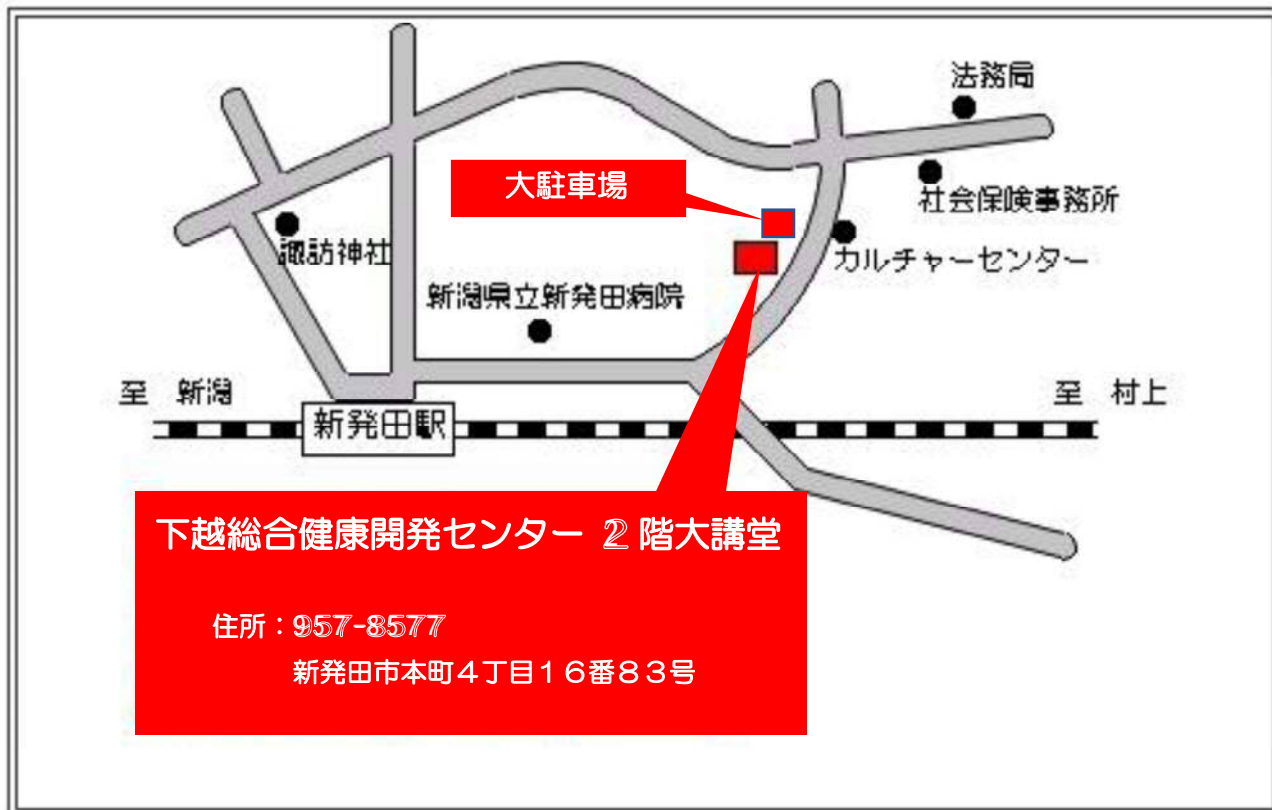 法務局
大駐車場
社会保険事務所
諏訪神社
カルチャーセンター
新潟県立新発田病院
至 新潟
至 村上
新発田駅
下越総合健康開発センター 2階大講堂
住所：957-8577
新発田市本町4丁目16番83号